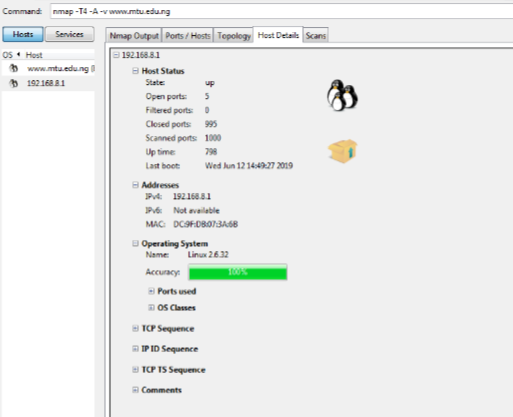 Command: nmap -T4 -A -v www.mtu.edu.ng
Hosts Services
Nmap Output Ports / Hosts Topology Host Details Scans
OS Host
www.mtu.edu.ng
192.168.8.1
192.168.8.1
Host Status
State: up
Open ports: 5
Filtered ports: 0
Closed ports: 995
Scanned ports: 1000
Up time: 798
Last boot: Wed Jun 12 14:49:27 2019
Addresses
IPv4: 192.168.8.1
IPv6: Not available
MAC: DC:9F:DB:07:3A:6B
Operating System
Name: Linux 2.6.32
Accuracy: 100%
Ports used
OS Classes
TCP Sequence
IP ID Sequence
TCP TS Sequence
Comments